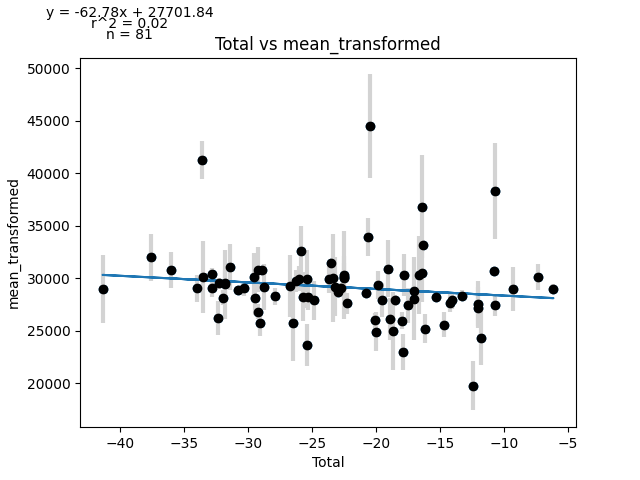 y = -62.78x + 27701.84
r^2 = 0.02
n = 81
Total vs mean_transformed
50000
45000
40000
35000
30000
25000
20000
mean_transformed
−40
−35
−30
−25
−20
−15
−10
−5
Total